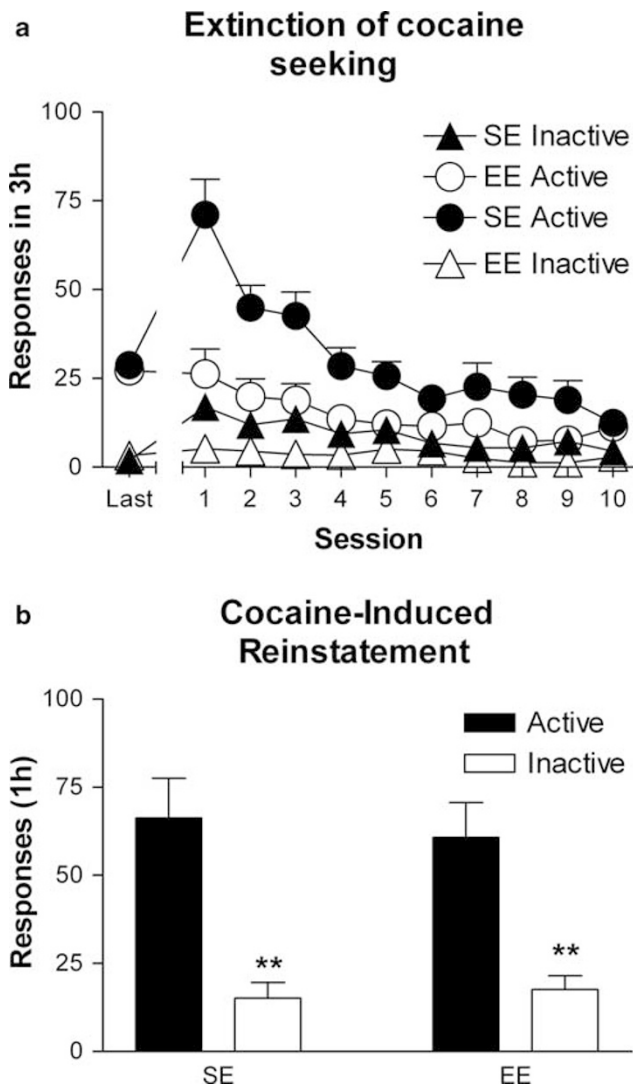 a
Extinction of cocaine
seeking
100
75
50
25
0
Responses in 3h
SE Inactive
EE Active
SE Active
EE Inactive
Last 1 2 3 4 5 6 7 8 9 10
Session
b
Cocaine-Induced
Reinstatement
100
75
50
25
0
Responses (1h)
Active
Inactive
**
**
SE EE